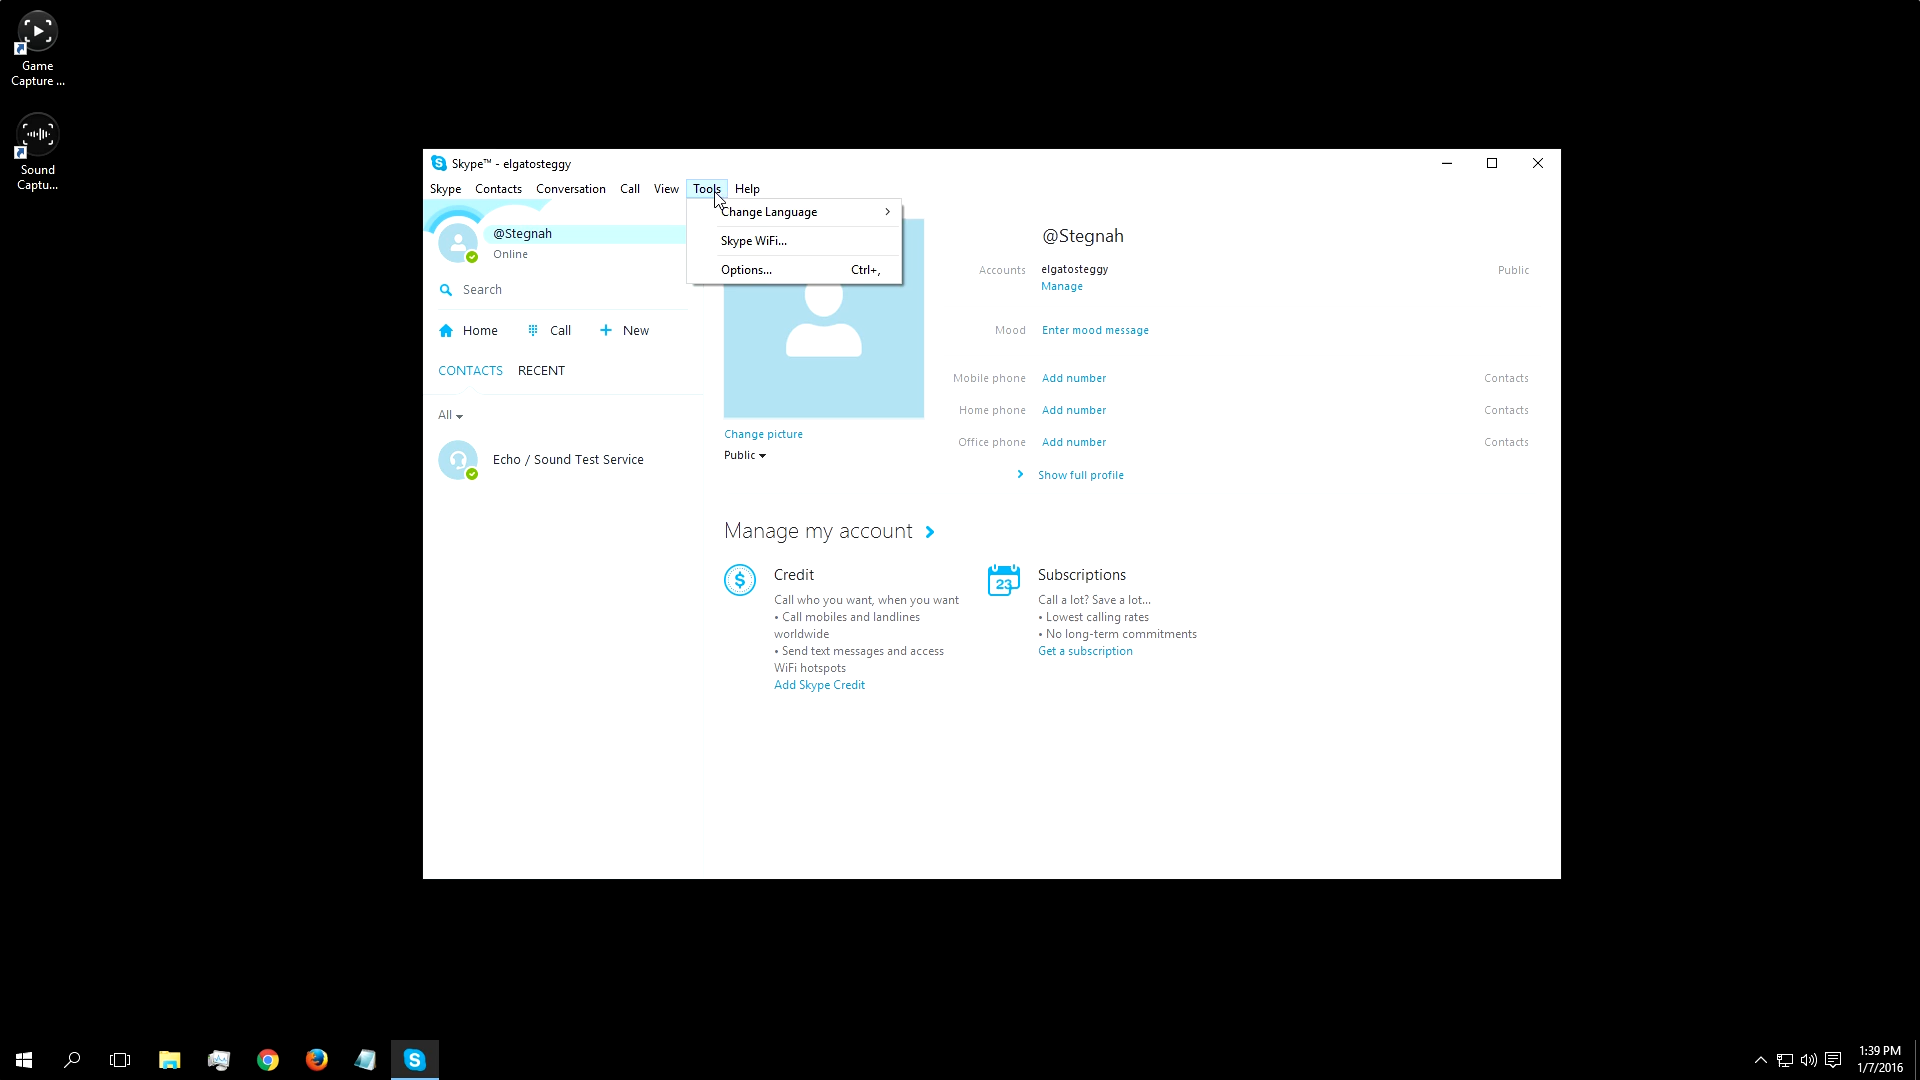 Game
Capture ...
Sound
Captu...
Skype™ - elgatosteggy
Skype Contacts Conversation Call View Tools Help
Change Language
Skype WiFi...
Options... Ctrl+,
@Stegnah
Online
Search
Home Call New
CONTACTS RECENT
All
Echo / Sound Test Service
Change picture
Public
@Stegnah
Accounts elgatosteggy Public
Manage
Mood Enter mood message
Mobile phone Add number Contacts
Home phone Add number Contacts
Office phone Add number Contacts
Show full profile
Manage my account
$
Credit
Call who you want, when you want
• Call mobiles and landlines
worldwide
• Send text messages and access
WiFi hotspots
Add Skype Credit
23
Subscriptions
Call a lot? Save a lot...
• Lowest calling rates
• No long-term commitments
Get a subscription
1:39 PM
1/7/2016